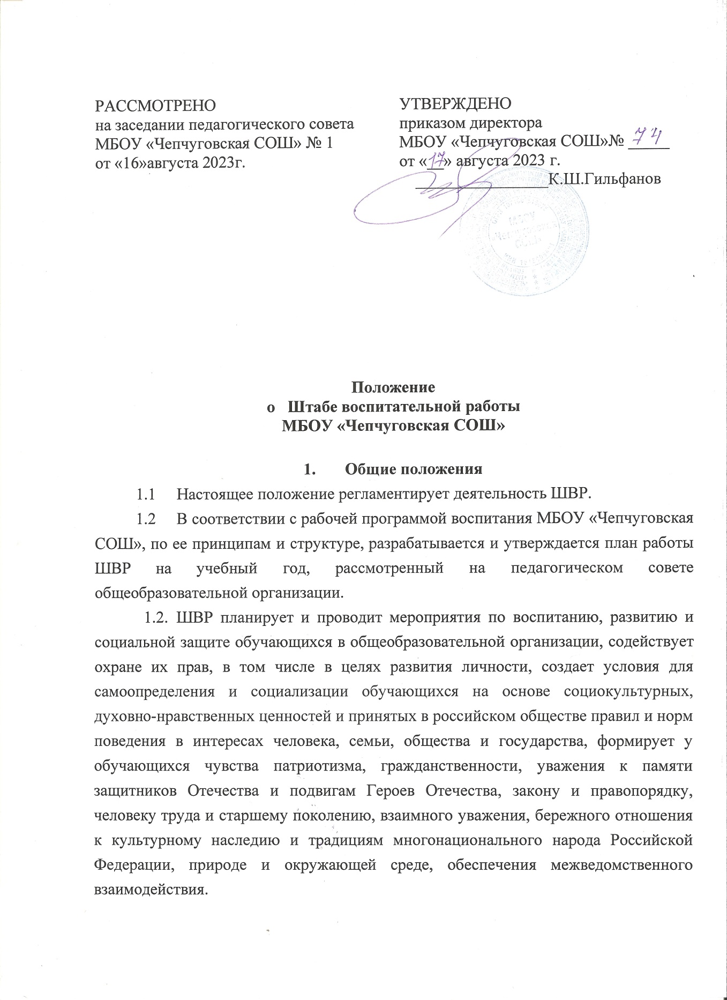 РАССМОТРЕНО
на заседании педагогического совета
МБОУ «Чепчуговская СОШ» № 1
от «16»августа 2023г.
УТВЕРЖДЕНО
приказом директора
МБОУ «Чепчуговская СОШ»№ 74
от «17» августа 2023 г.
К.Ш.Гильфанов
МБОУ
«Чепчуговская
СОШ»
Положение
о Штабе воспитательной работы
МБОУ «Чепчуговская СОШ»
1. Общие положения
1.1 Настоящее положение регламентирует деятельность ШВР.
1.2 В соответствии с рабочей программой воспитания МБОУ «Чепчуговская
СОШ», по ее принципам и структуре, разрабатывается и утверждается план работы
ШВР на учебный год, рассмотренный на педагогическом совете
общеобразовательной организации.
1.2. ШВР планирует и проводит мероприятия по воспитанию, развитию и
социальной защите обучающихся в общеобразовательной организации, содействует
охране их прав, в том числе в целях развития личности, создает условия для
самоопределения и социализации обучающихся на основе социокультурных,
духовно-нравственных ценностей и принятых в российском обществе правил и норм
поведения в интересах человека, семьи, общества и государства, формирует у
обучающихся чувства патриотизма, гражданственности, уважения к памяти
защитников Отечества и подвигам Героев Отечества, закону и правопорядку,
человеку труда и старшему поколению, взаимного уважения, бережного отношения
к культурному наследию и традициям многонационального народа Российской
Федерации, природе и окружающей среде, обеспечения межведомственного
взаимодействия.